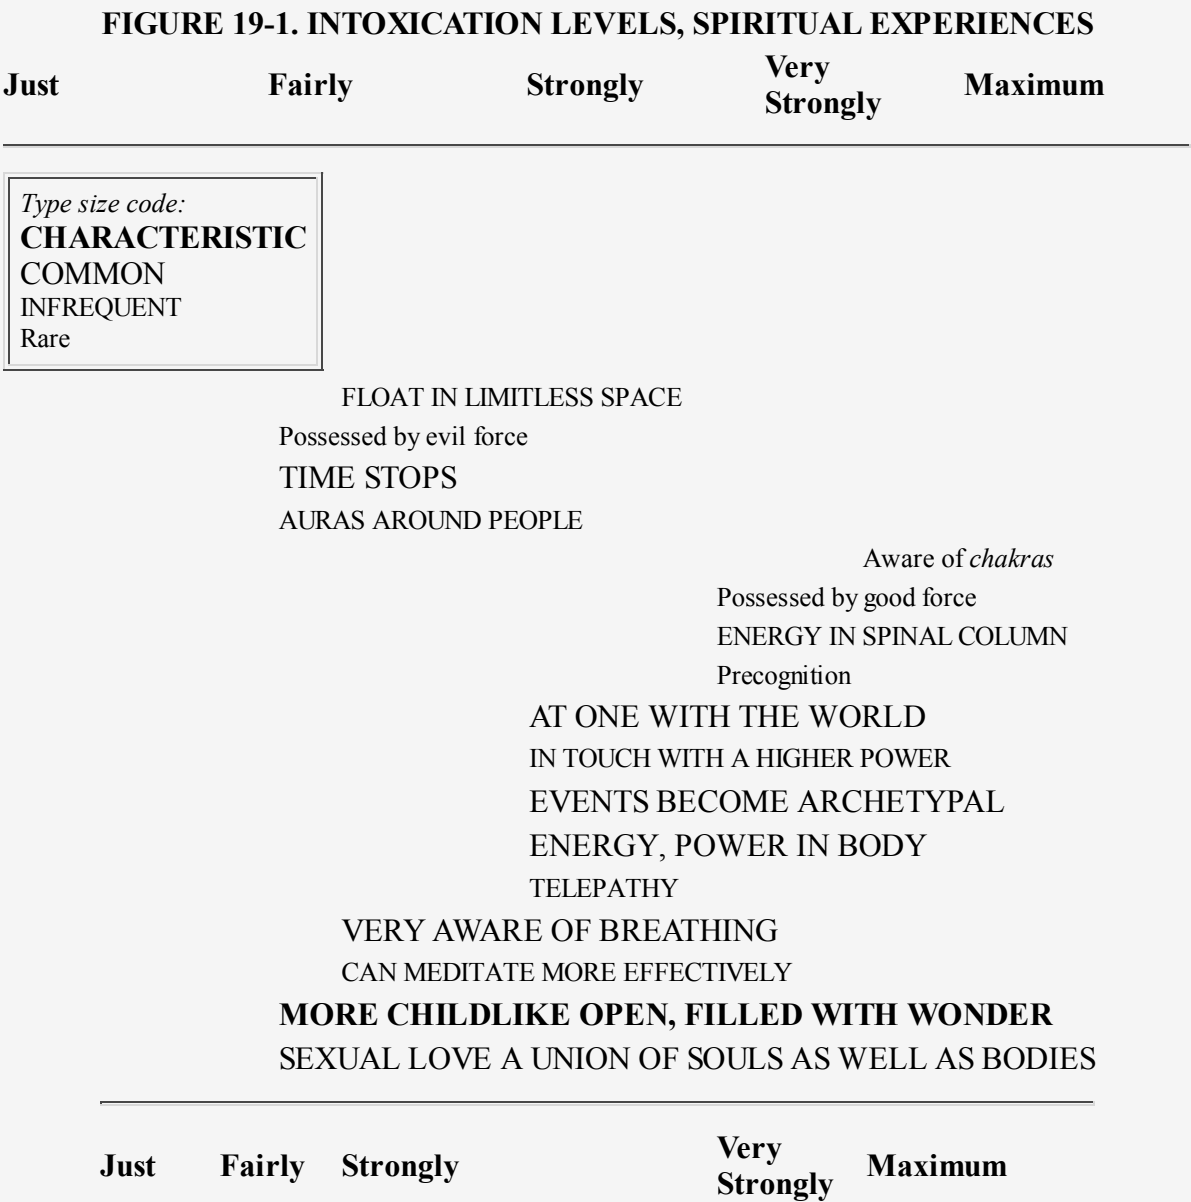 FIGURE 19-1. INTOXICATION LEVELS, SPIRITUAL EXPERIENCES
Just Fairly Strongly Very Strongly Maximum
Type size code:
CHARACTERISTIC
COMMON
INFREQUENT
Rare
FLOAT IN LIMITLESS SPACE
Possessed by evil force
TIME STOPS
AURAS AROUND PEOPLE
Aware of chakras
Possessed by good force
ENERGY IN SPINAL COLUMN
Precognition
AT ONE WITH THE WORLD
IN TOUCH WITH A HIGHER POWER
EVENTS BECOME ARCHETYPAL
ENERGY, POWER IN BODY
TELEPATHY
VERY AWARE OF BREATHING
CAN MEDITATE MORE EFFECTIVELY
MORE CHILDLIKE OPEN, FILLED WITH WONDER
SEXUAL LOVE A UNION OF SOULS AS WELL AS BODIES
Just Fairly Strongly Very Strongly Maximum